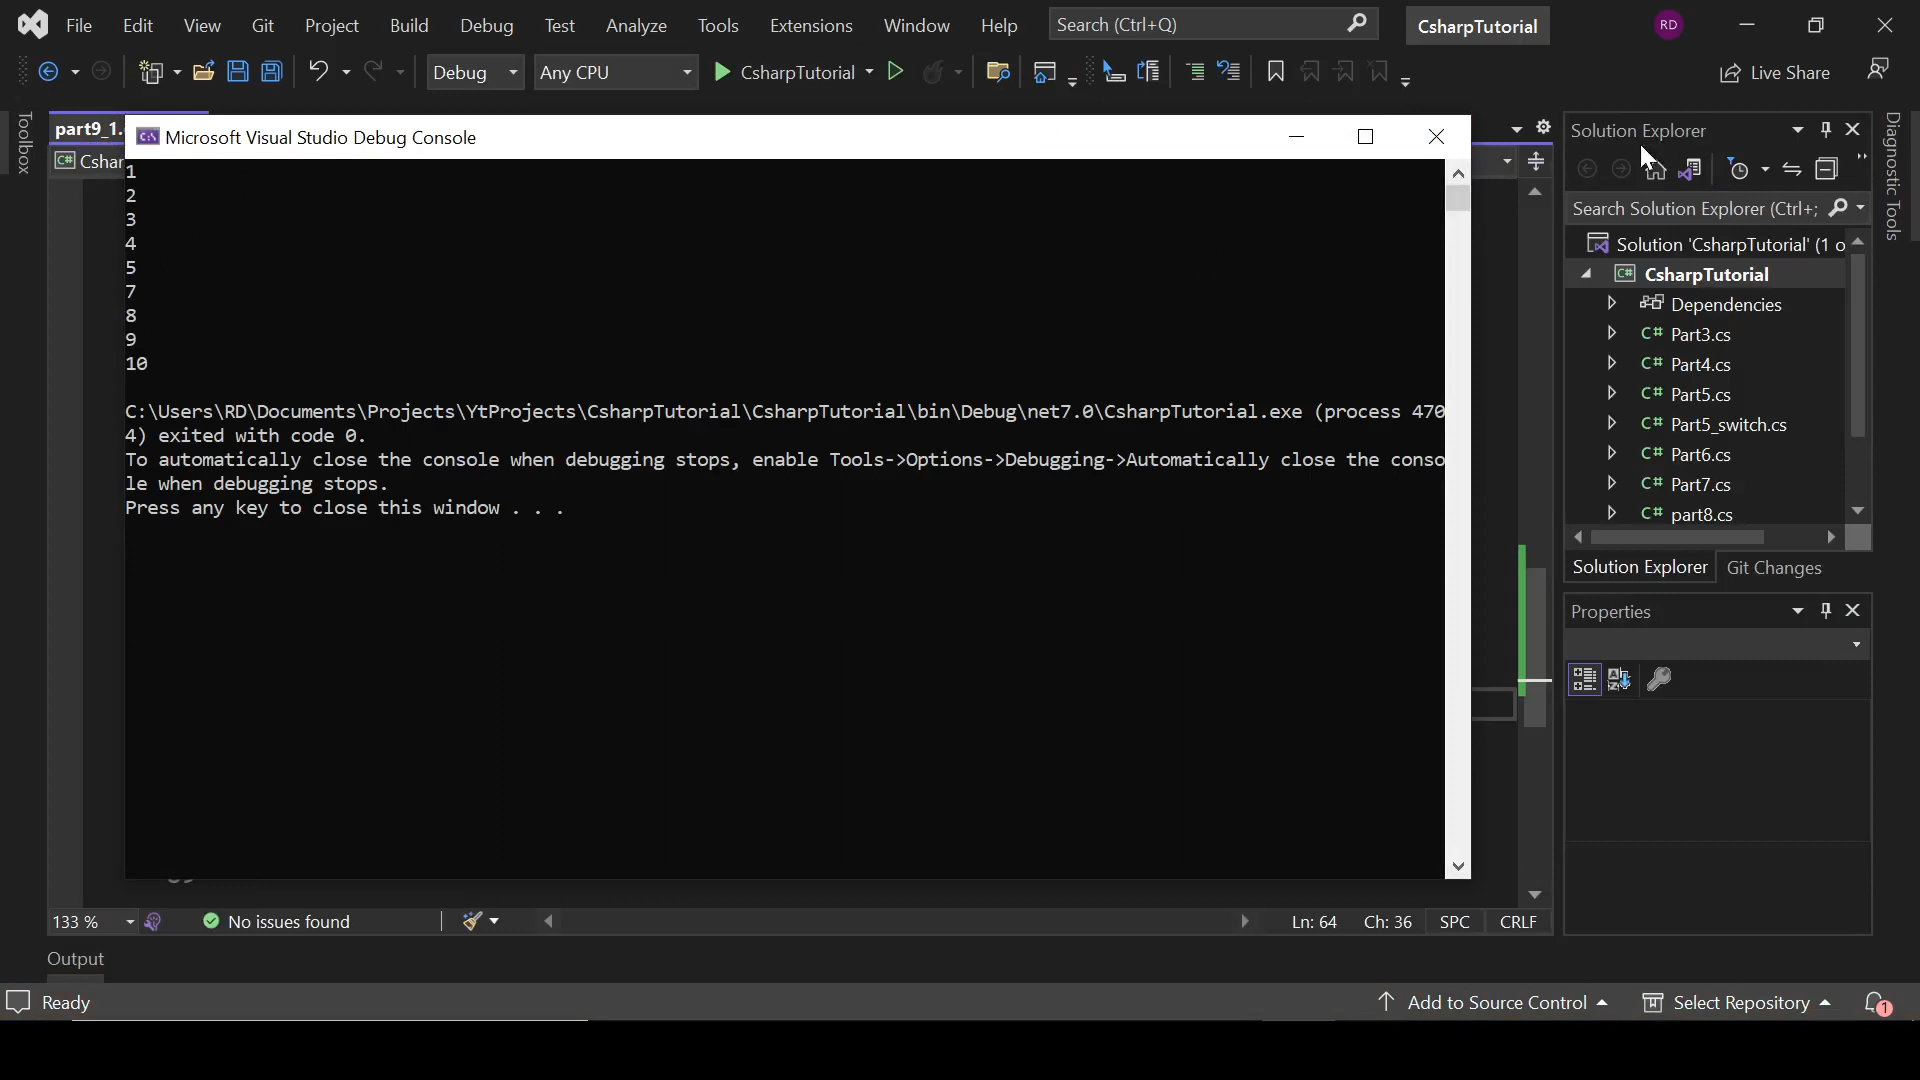 File Edit View Git Project Build Debug Test Analyze Tools Extensions Window Help Search (Ctrl+Q) CsharpTutorial RD
Debug Any CPU CsharpTutorial Live Share
Toolbox
part9_1.
Cshar
Microsoft Visual Studio Debug Console
1
2
3
4
5
7
8
9
10
C:\Users\RD\Documents\Projects\YtProjects\CsharpTutorial\CsharpTutorial\bin\Debug\net7.0\CsharpTutorial.exe (process 470
4) exited with code 0.
To automatically close the console when debugging stops, enable Tools->Options->Debugging->Automatically close the conso
le when debugging stops.
Press any key to close this window . . .
Solution Explorer
Search Solution Explorer (Ctrl+;
Solution 'CsharpTutorial' (1 o
C# CsharpTutorial
Dependencies
C# Part3.cs
C# Part4.cs
C# Part5.cs
C# Part5_switch.cs
C# Part6.cs
C# Part7.cs
C# part8.cs
Solution Explorer Git Changes
Properties
Diagnostic Tools
133 % No issues found Ln: 64 Ch: 36 SPC CRLF
Output
Ready Add to Source Control Select Repository 1